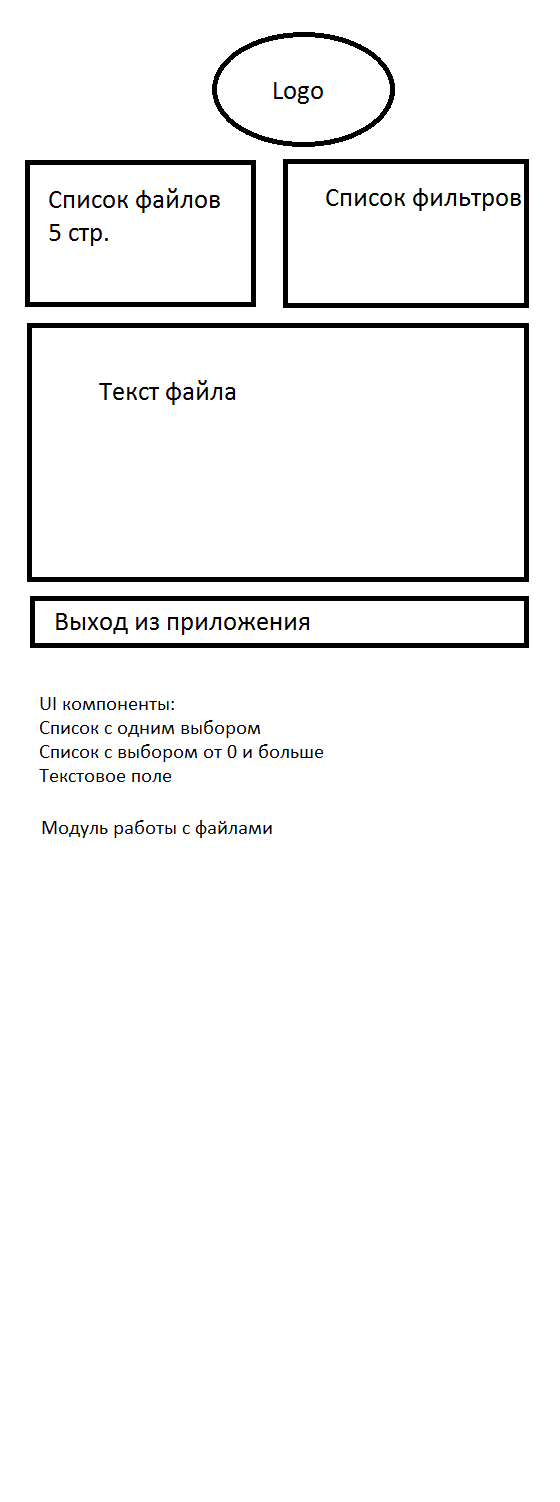 Logo
Список файлов
5 стр.
Список фильтров
Текст файла
Выход из приложения
UI компоненты:
Список с одним выбором
Список с выбором от 0 и больше
Текстовое поле
Модуль работы с файлами